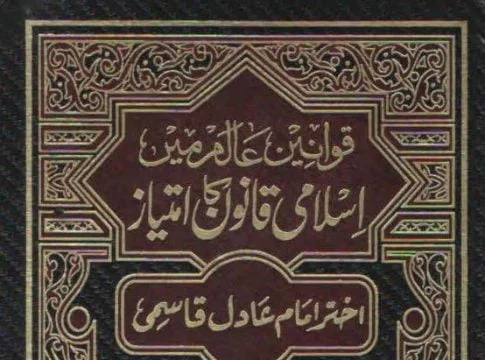 قوانین عالم میں
اسلامی قانون کا امتیاز
اختر امام عادل قاسمی